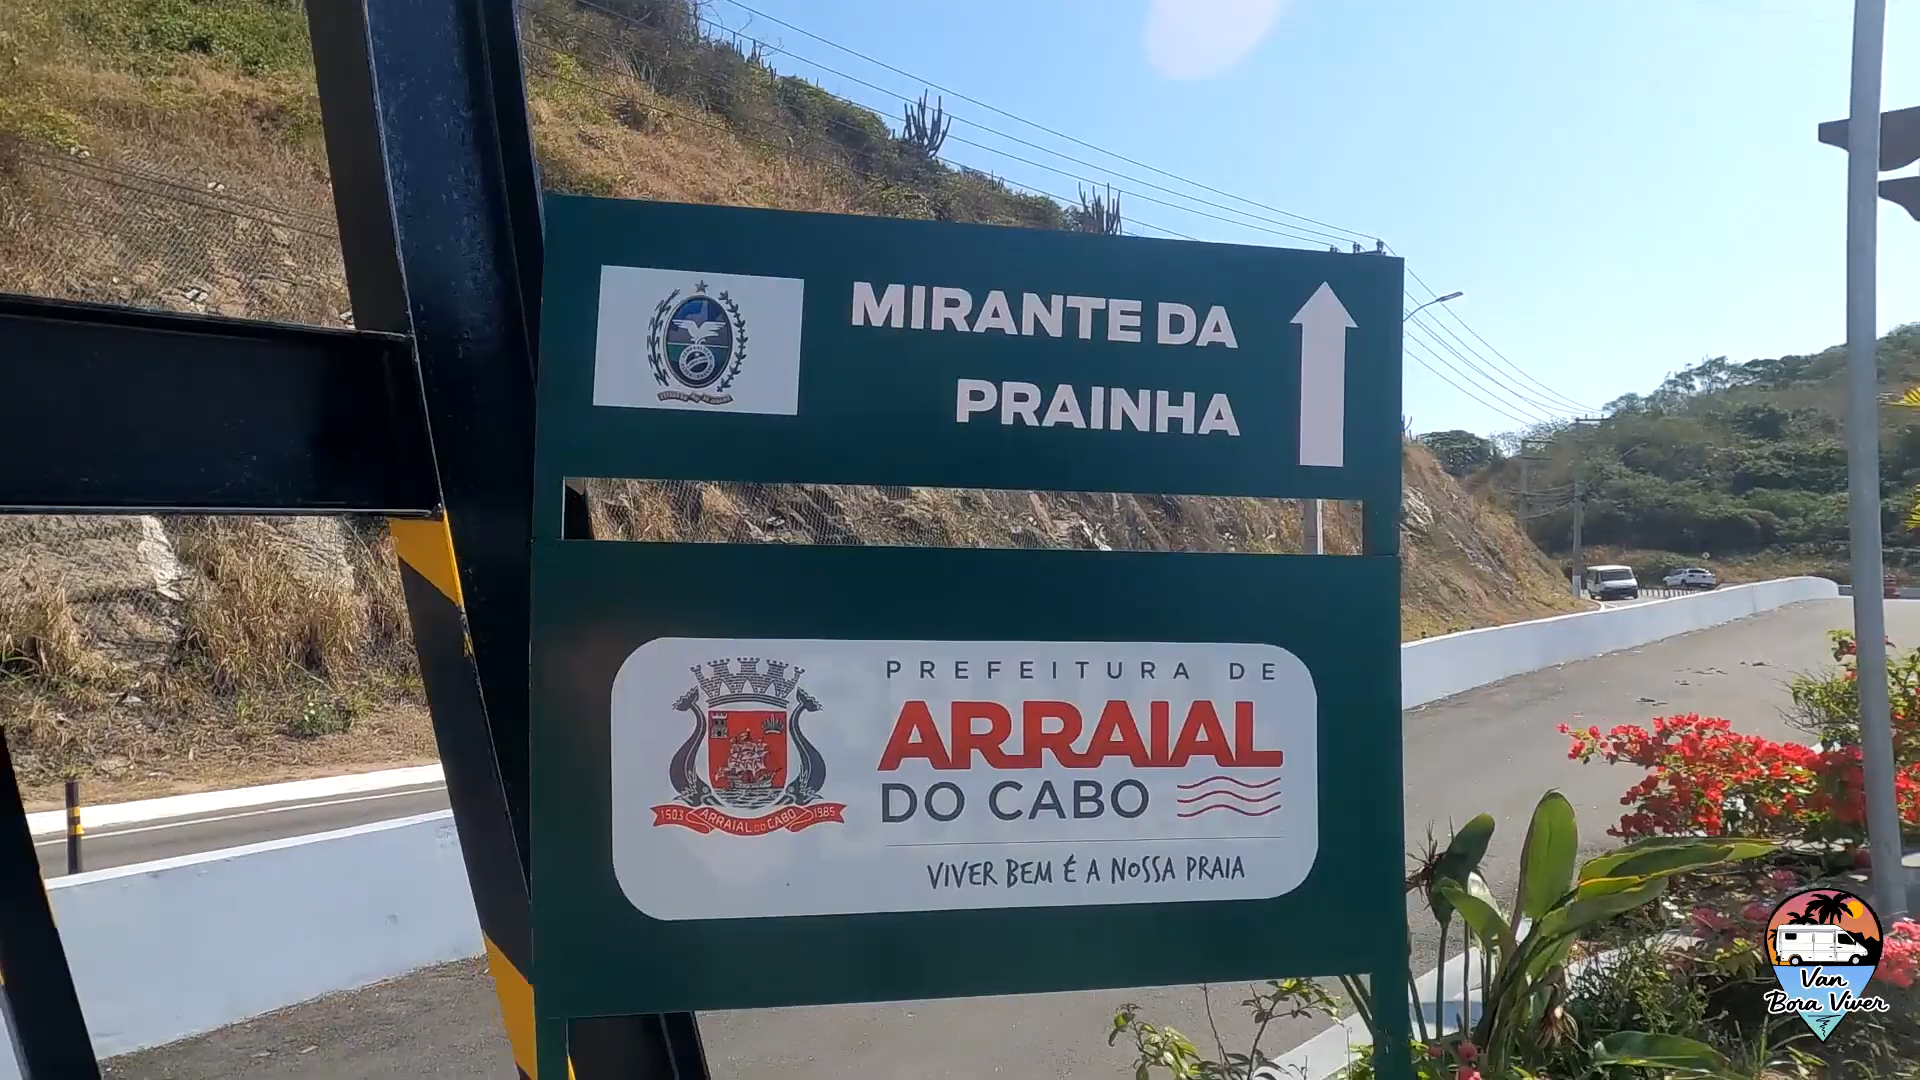 MIRANTE DA
PRAINHA
PREFEITURA DE
ARRAIAL
DO CABO
1503 ARRAIAL DO CABO 1985
VIVER BEM É A NOSSA PRAIA
Van
Bora Viver